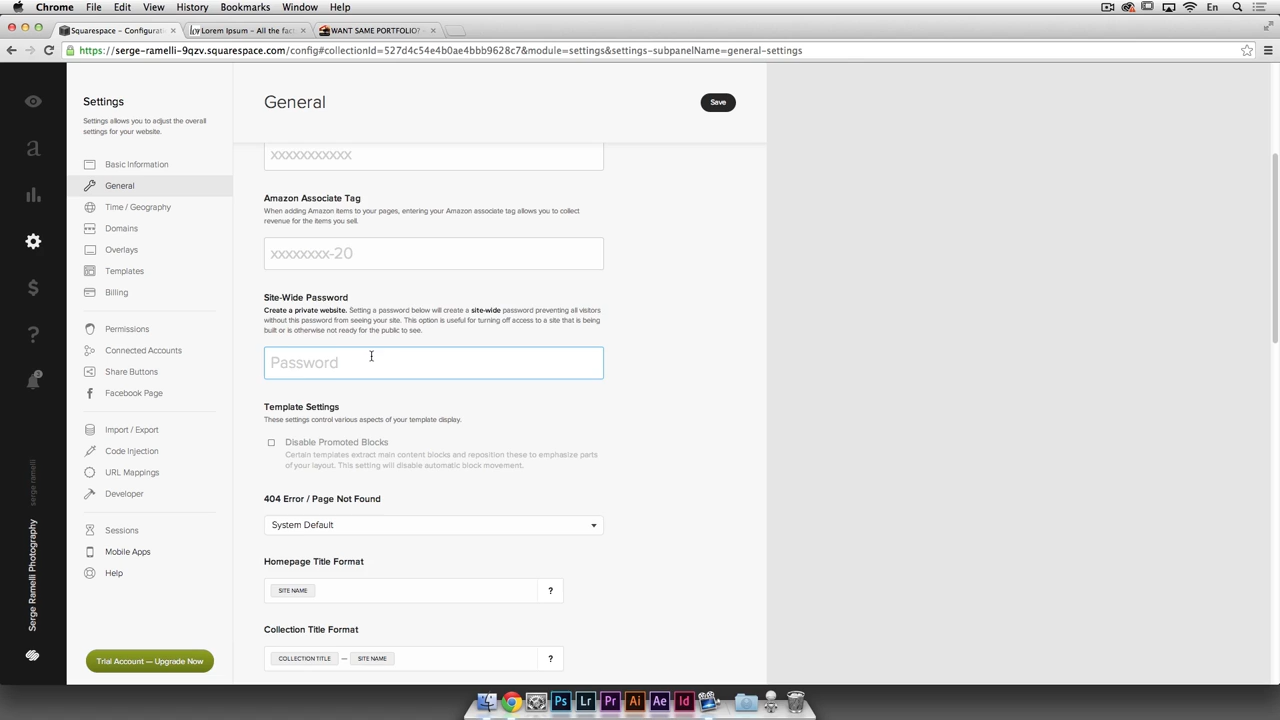 Chrome File Edit View History Bookmarks Window Help En
Squarespace - Configurat Lorem Ipsum - All the fac WANT SAME PORTFOLIO?
https://serge-ramelli-9qzv.squarespace.com/config#collectionId=527d4c54e4b0ae4bbb9628c7&module=settings&settings-subpanelName=general-settings
Settings
Settings allows you to adjust the overall
settings for your website.
Basic Information
General
Time / Geography
Domains
Overlays
Templates
Billing
Permissions
Connected Accounts
Share Buttons
Facebook Page
Import / Export
Code Injection
URL Mappings
Developer
Sessions
Mobile Apps
Help
Trial Account — Upgrade Now
a
$
?
3
serge ramelli
Serge Ramelli Photography
General
Save
xxxxxxxxxxx
Amazon Associate Tag
When adding Amazon items to your pages, entering your Amazon associate tag allows you to collect
revenue for the items you sell.
xxxxxxxx-20
Site-Wide Password
Create a private website. Setting a password below will create a site-wide password preventing all visitors
without this password from seeing your site. This option is useful for turning off access to a site that is being
built or is otherwise not ready for the public to see.
Password
Template Settings
These settings control various aspects of your template display.
Disable Promoted Blocks
Certain templates extract main content blocks and reposition these to emphasize parts
of your layout. This setting will disable automatic block movement.
404 Error / Page Not Found
System Default
Homepage Title Format
SITE NAME ?
Collection Title Format
COLLECTION TITLE — SITE NAME ?
Ps Lr Pr Ai Ae Id